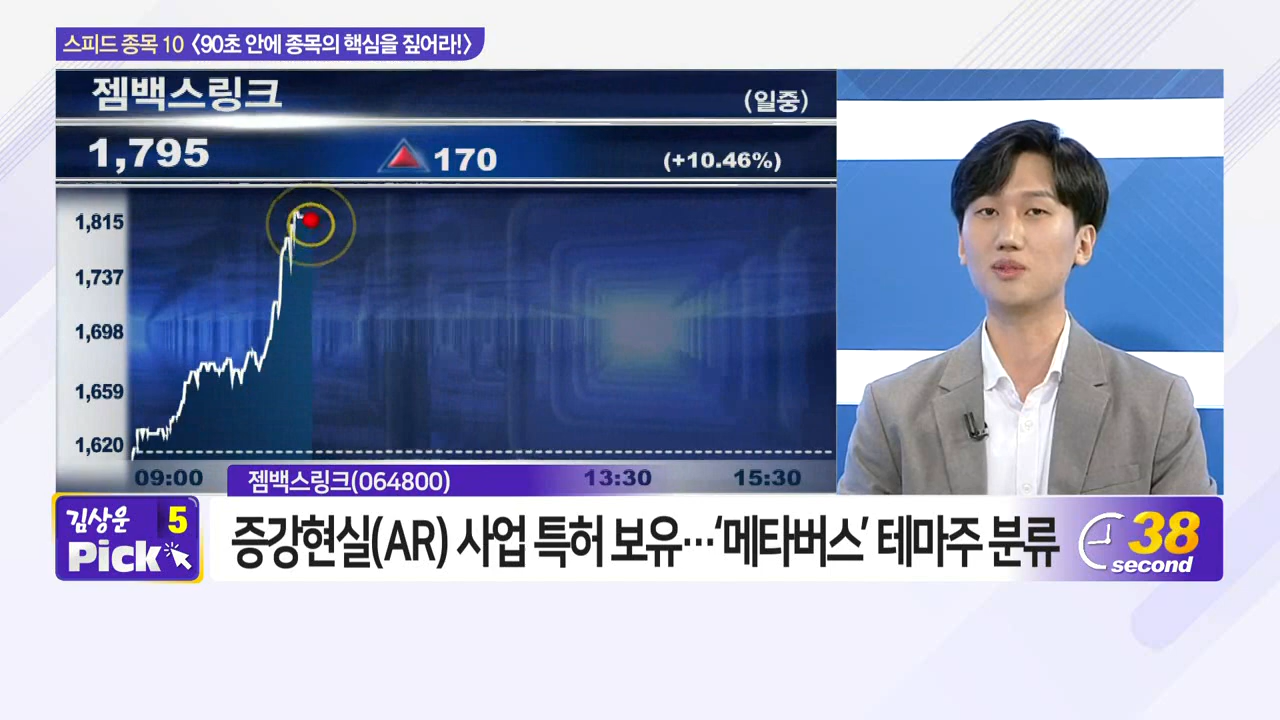 스피드 종목 10 <90초 안에 종목의 핵심을 짚어라!>
젬백스링크
(일중)
1,795
170
(+10.46%)
1,815
1,737
1,698
1,659
1,620
09:00
13:30
15:30
젬백스링크(064800)
김상운 5
Pick
증강현실(AR) 사업 특허 보유…‘메타버스’ 테마주 분류
38
second